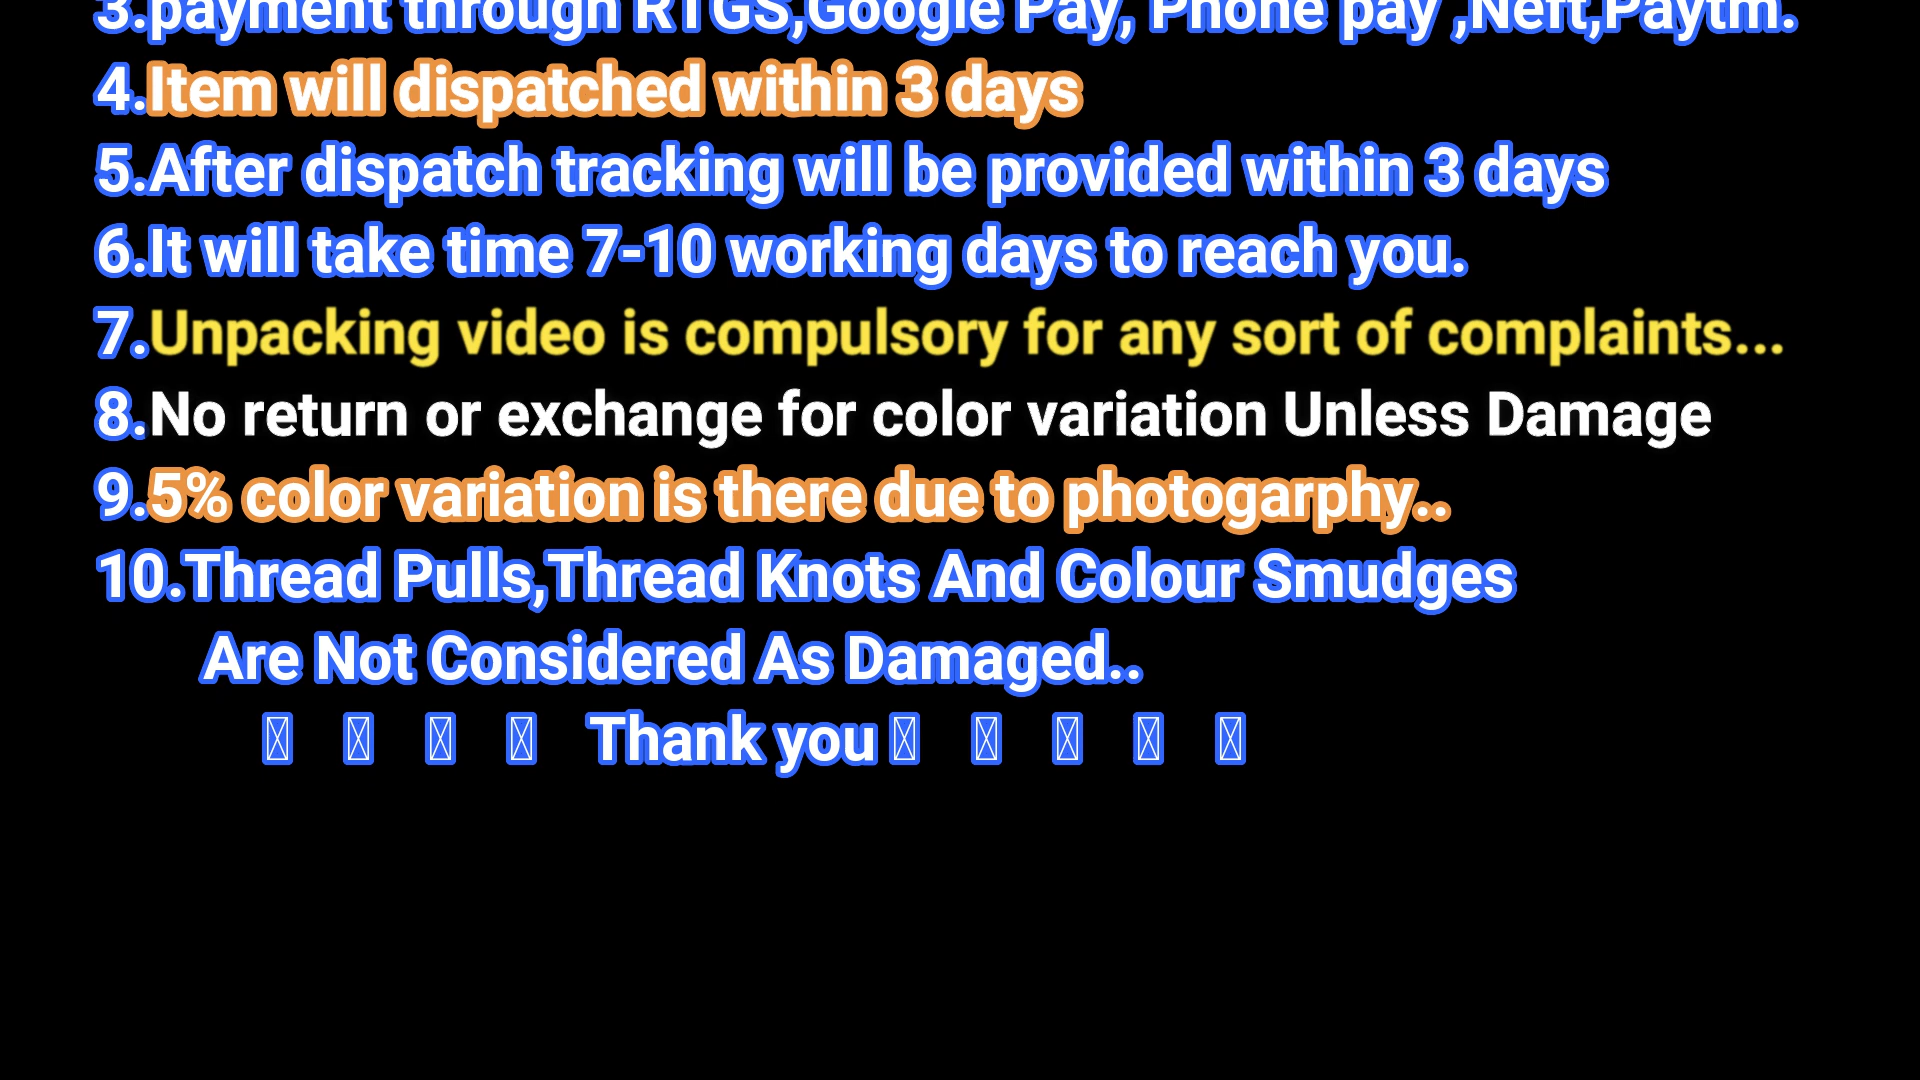 3.payment through RTGS,Google Pay, Phone pay ,Neft,Paytm.
4.Item will dispatched within 3 days
5.After dispatch tracking will be provided within 3 days
6.It will take time 7-10 working days to reach you.
7.Unpacking video is compulsory for any sort of complaints...
8.No return or exchange for color variation Unless Damage
9.5% color variation is there due to photogarphy..
10.Thread Pulls,Thread Knots And Colour Smudges
Are Not Considered As Damaged..
Thank you